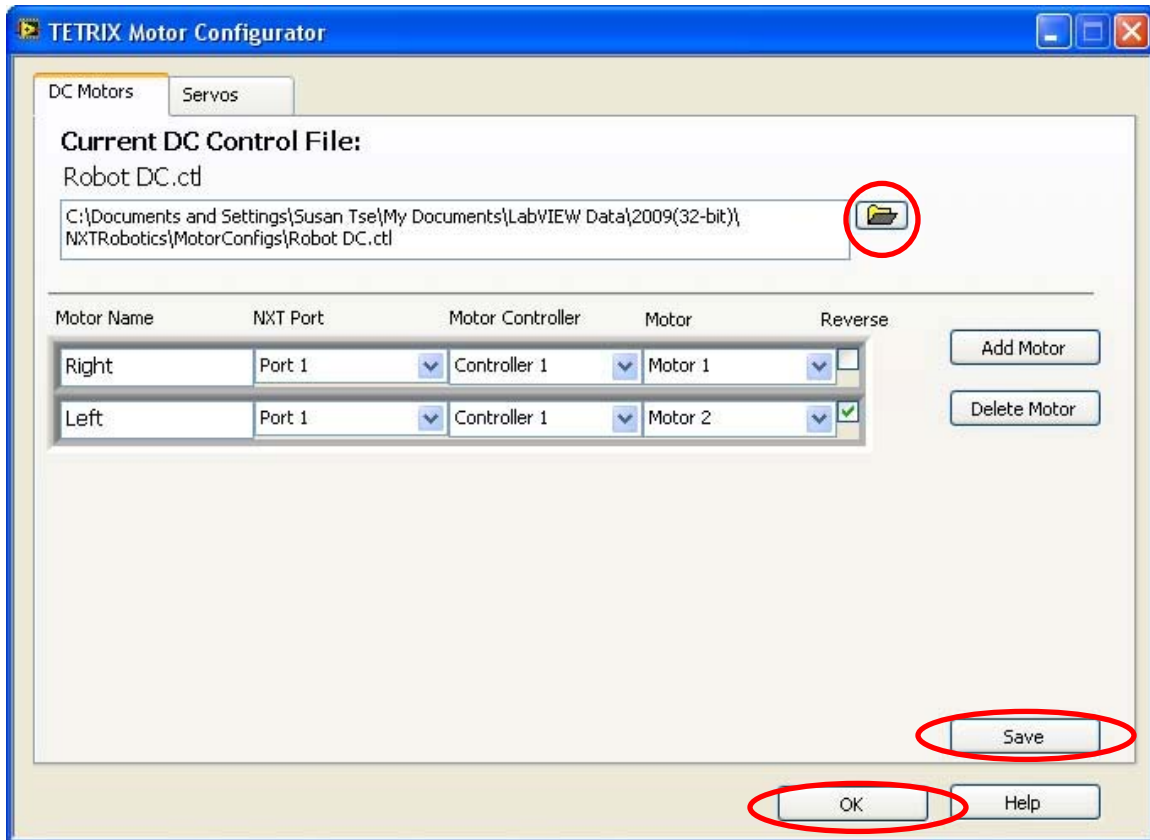 TETRIX Motor Configurator
DC Motors Servos
Current DC Control File:
Robot DC.ctl
C:\Documents and Settings\Susan Tse\My Documents\LabVIEW Data\2009(32-bit)\
NXTRobotics\MotorConfigs\Robot DC.ctl
Motor Name NXT Port Motor Controller Motor Reverse
Right Port 1 Controller 1 Motor 1
Left Port 1 Controller 1 Motor 2
Add Motor
Delete Motor
Save
OK Help